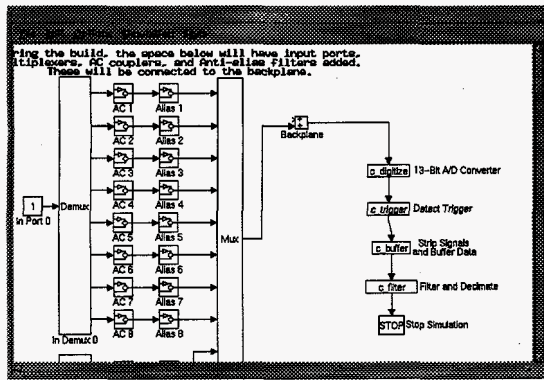 ring the build, the space below will have input ports,
ltiplexers, AC couplers, and Anti-alias filters added.
These will be connected to the backplane.
AC 1
Alias 1
AC 2
Alias 2
AC 3
Alias 3
AC 4
Alias 4
AC 5
Alias 5
AC 6
Alias 6
AC 7
Alias 7
AC 8
Alias 8
1
In Port 0
Demux
In Demux 0
Mux
+
+
Backplane
c_digitize
13-Bit A/D Converter
c_trigger
Detect Trigger
c_buffer
Strip Signals
and Buffer Data
c_filter
Filter and Decimate
STOP
Stop Simulation